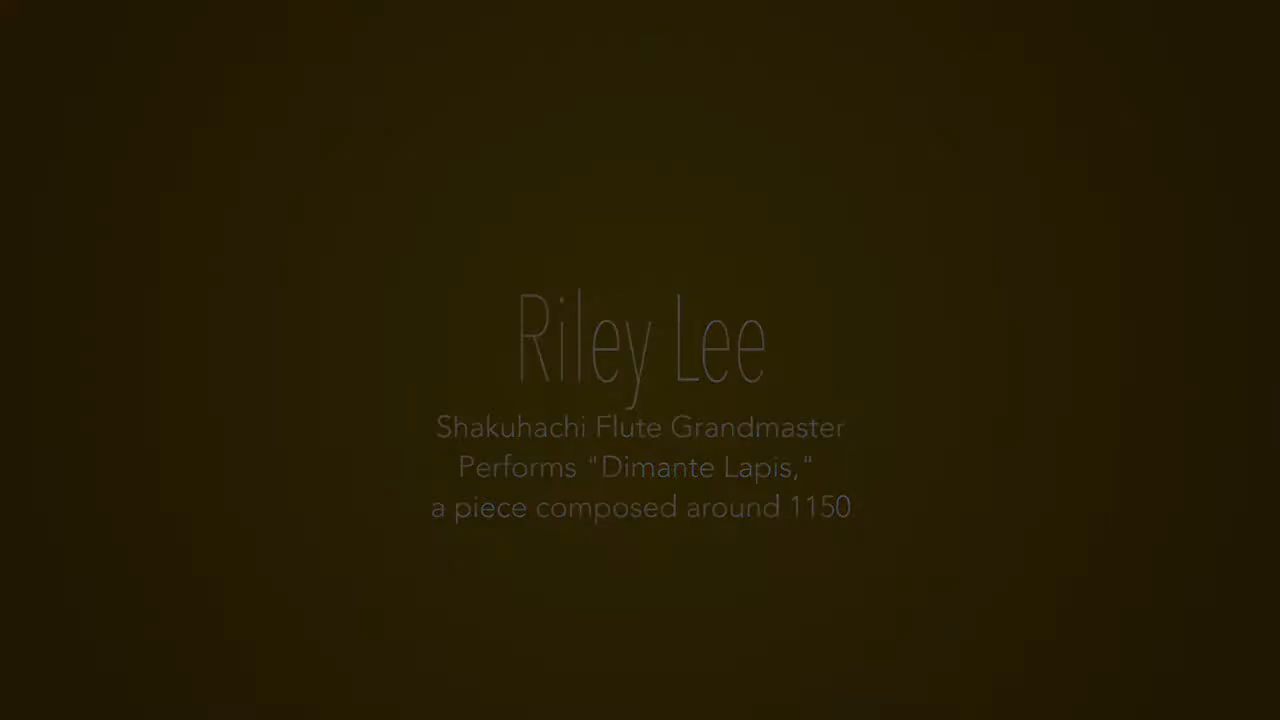 Riley Lee
Shakuhachi Flute Grandmaster
Performs "Dimante Lapis,"
a piece composed around 1150